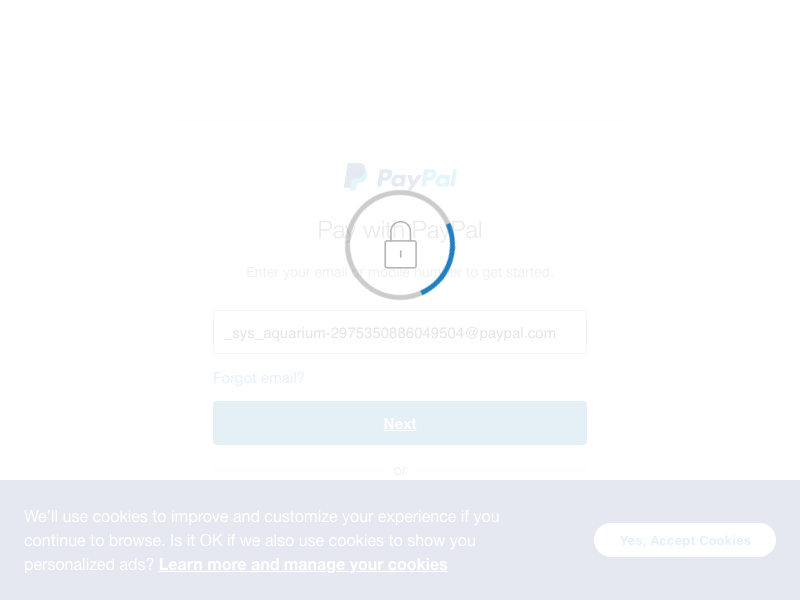 PayPal
Pay with PayPal
Enter your email or mobile number to get started.
_sys_aquarium-2975350886049504@paypal.com
Forgot email?
Next
or
We'll use cookies to improve and customize your experience if you
continue to browse. Is it OK if we also use cookies to show you
personalized ads? Learn more and manage your cookies
Yes, Accept Cookies